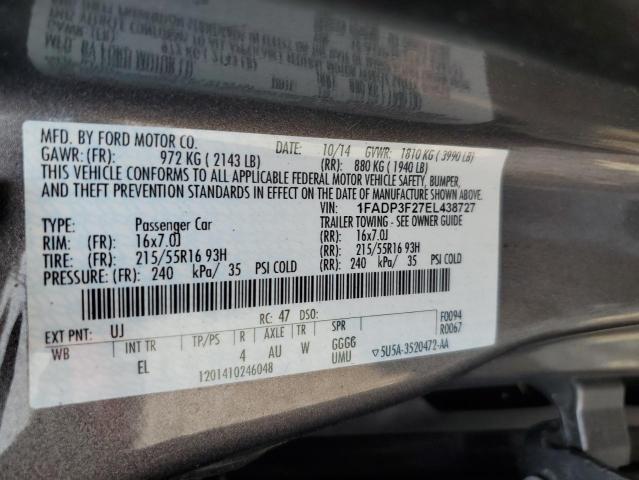 MFD. BY FORD MOTOR CO.
DATE: 10/14 GVWR: 1810 KG ( 3990 LB)
GAWR: (FR): 972 KG ( 2143 LB) (RR): 880 KG ( 1940 LB)
THIS VEHICLE CONFORMS TO ALL APPLICABLE FEDERAL MOTOR VEHICLE SAFETY, BUMPER,
AND THEFT PREVENTION STANDARDS IN EFFECT ON THE DATE OF MANUFACTURE SHOWN ABOVE.
VIN: 1FADP3F27EL438727
TYPE: Passenger Car TRAILER TOWING - SEE OWNER GUIDE
RIM: (FR): 16x7.0J (RR): 16x7.0J
TIRE: (FR): 215/55R16 93H (RR): 215/55R16 93H
PRESSURE: (FR): 240 kPa/ 35 PSI COLD (RR): 240 kPa/ 35 PSI COLD
RC: 47 DSO: F0094
EXT PNT: UJ R0067
WB INT TR TP/PS R AXLE TR SPR
EL 4 AU W GGG6
UMU
1201410246048 5U5A-3520472-AA